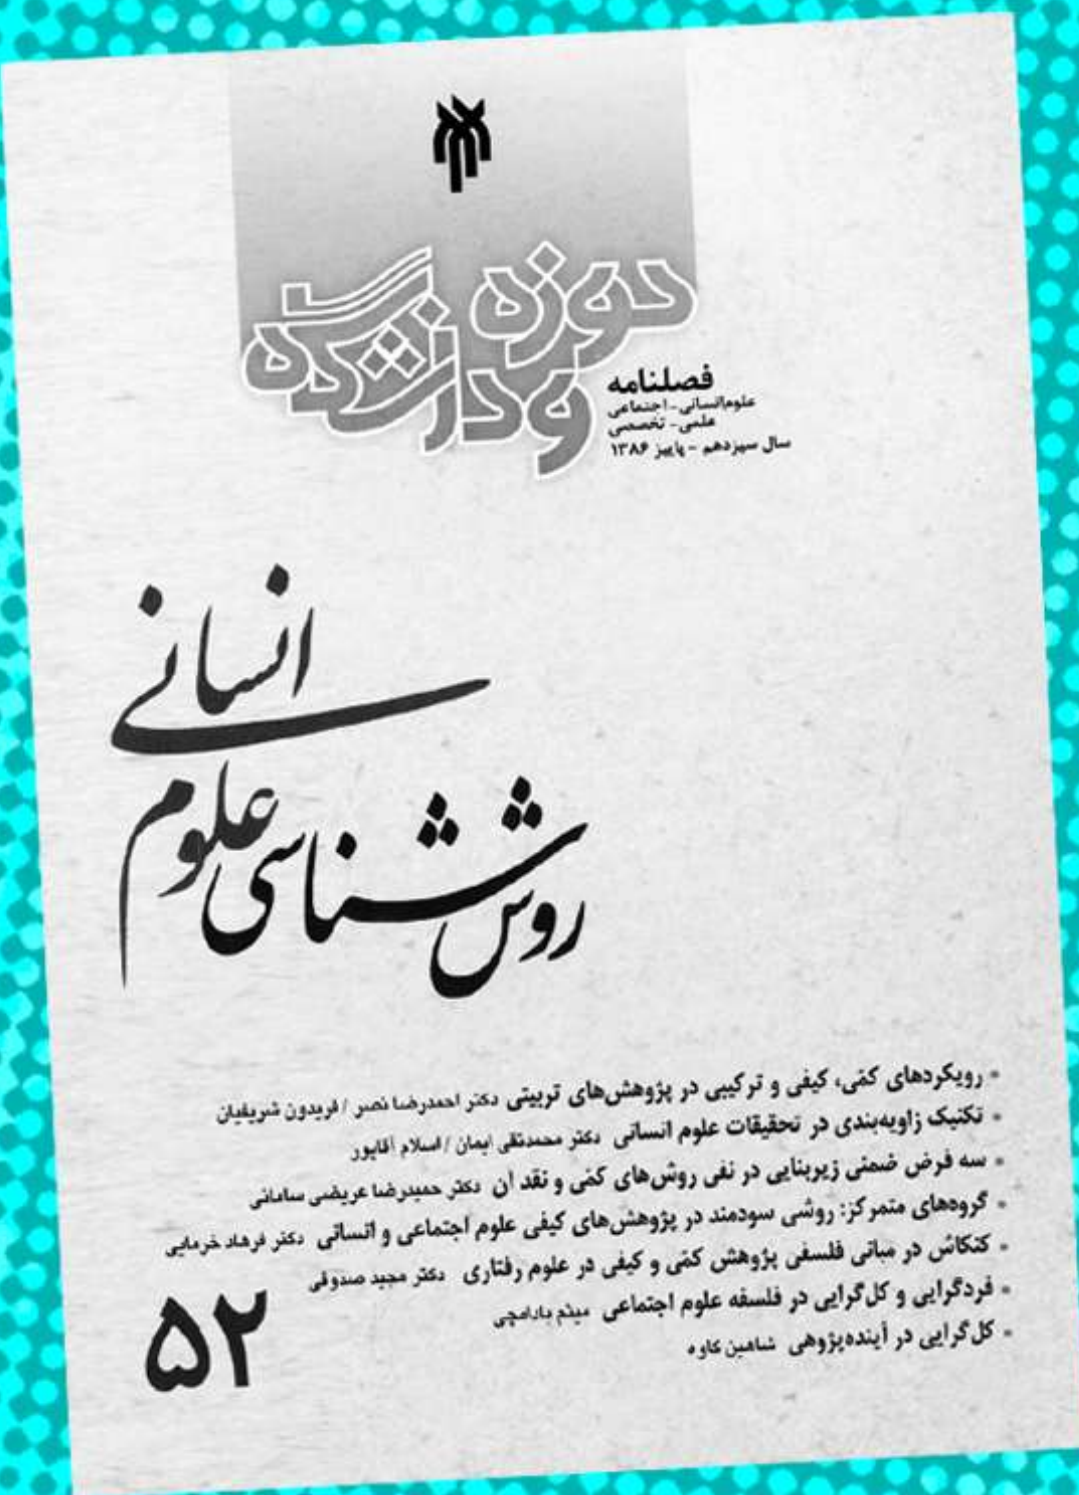 حوزه
و دانشگاه
فصلنامه
علوم‌انسانی - اجتماعی
علمی - تخصصی
سال سیزدهم - پاییز ۱۳۸۶
روش‌شناسی علوم انسانی
رویکردهای کمّی، کیفی و ترکیبی در پژوهش‌های تربیتی دکتر احمدرضا نصر / فریدون شریفیان
تکنیک زاویه‌بندی در تحقیقات علوم انسانی دکتر محمدتقی ایمان / اسلام آقاپور
سه فرض ضمنی زیربنایی در نفی روش‌های کمّی و نقد آن دکتر حمیدرضا عریضی سامانی
گروه‌های متمرکز: روشی سودمند در پژوهش‌های کیفی علوم اجتماعی و انسانی دکتر فرهاد خرمایی
کنکاش در مبانی فلسفی پژوهش کمّی و کیفی در علوم رفتاری دکتر مجید صدوقی
فردگرایی و کل‌گرایی در فلسفه علوم اجتماعی میثم بادامچی
کل‌گرایی در آینده‌پژوهی شاهین کاوه
۵۲